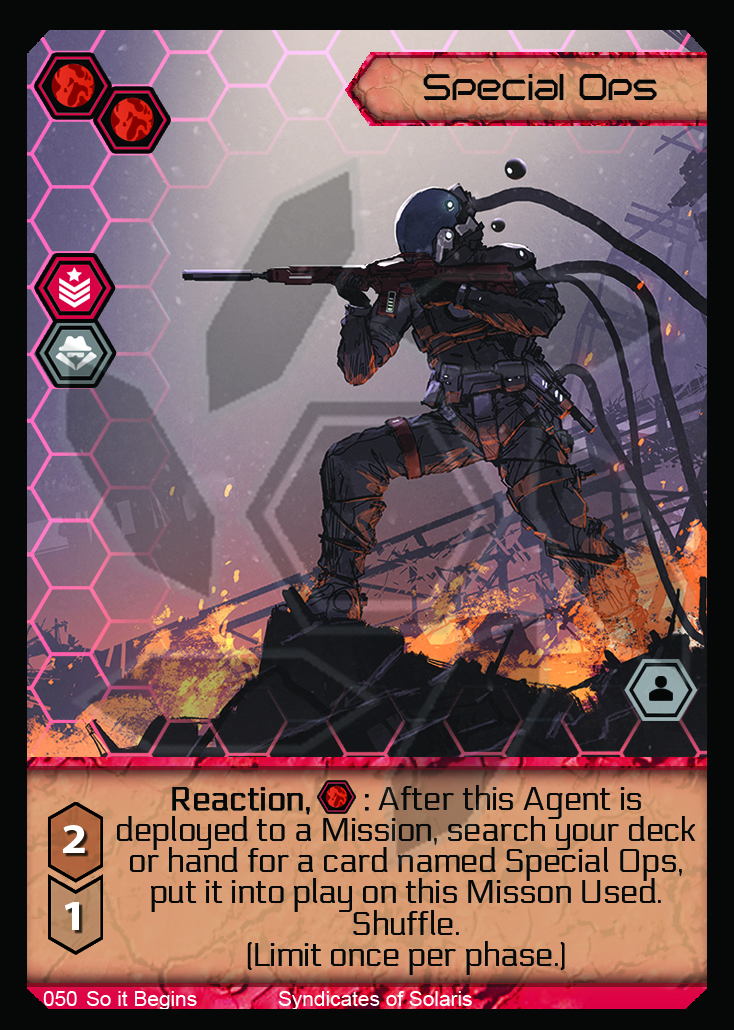 Special Ops
Reaction, : After this Agent is
deployed to a Mission, search your deck
or hand for a card named Special Ops,
put it into play on this Misson Used.
Shuffle.
(Limit once per phase.)
2
1
050 So it Begins Syndicates of Solaris